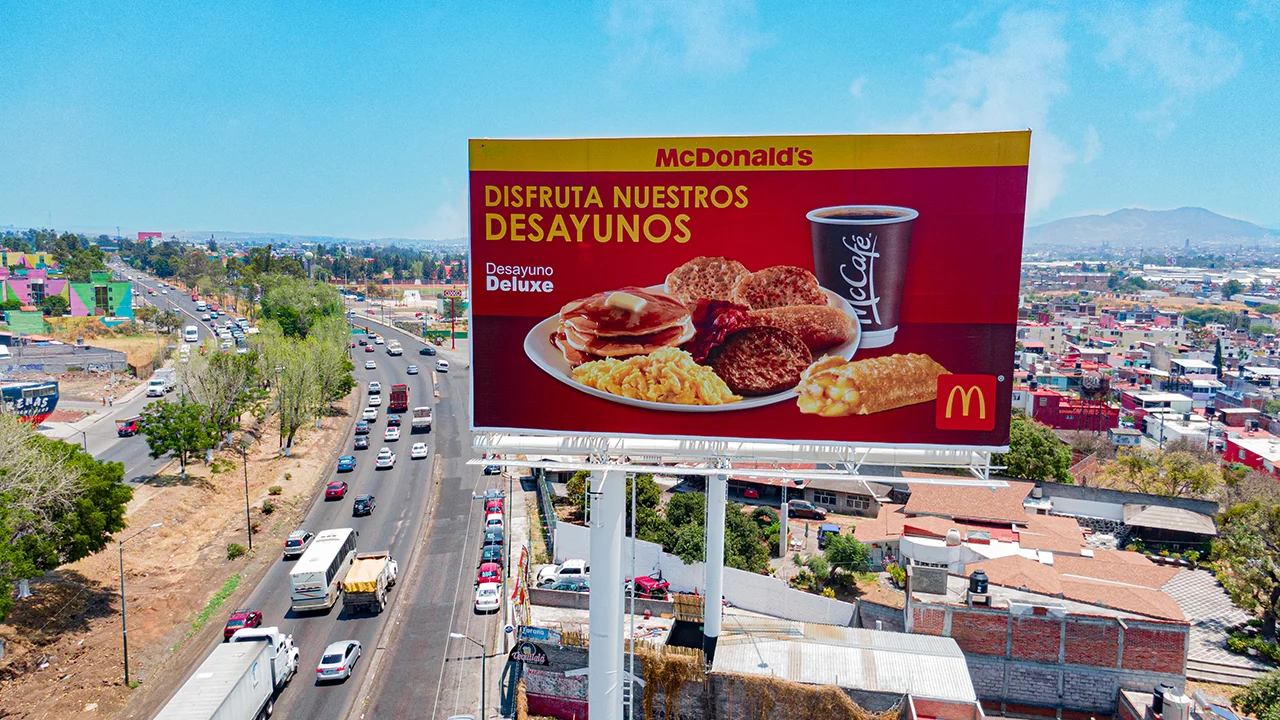 McDonald's
DISFRUTA NUESTROS
DESAYUNOS
Desayuno
Deluxe
McCafé
M
®